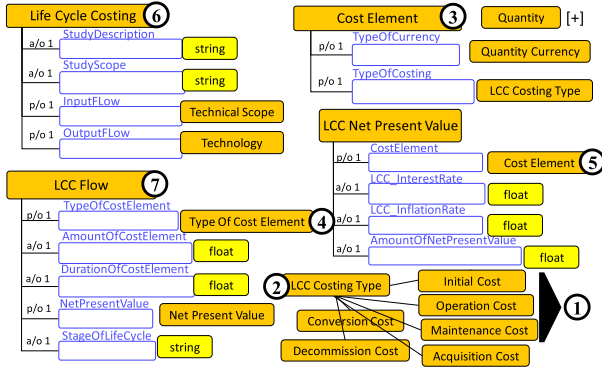 Life Cycle Costing 6
a/o 1 StudyDescription string
a/o 1 StudyScope string
p/o 1 InputFLow Technical Scope
p/o 1 OutputFLow Technology
Cost Element 3 Quantity [+]
p/o 1 TypeOfCurrency Quantity Currency
p/o 1 TypeOfCosting LCC Costing Type
LCC Net Present Value
p/o 1 CostElement Cost Element 5
a/o 1 LCC_InterestRate float
a/o 1 LCC_InflationRate float
a/o 1 AmountOfNetPresentValue float
LCC Flow 7
p/o 1 TypeOfCostElement Type Of Cost Element 4
a/o 1 AmountOfCostElement float
a/o 1 DurationOfCostElement float
p/o 1 NetPresentValue Net Present Value
a/o 1 StageOfLifeCycle string
2 LCC Costing Type
Initial Cost
Operation Cost
1
Conversion Cost
Maintenance Cost
Decommission Cost
Acquisition Cost